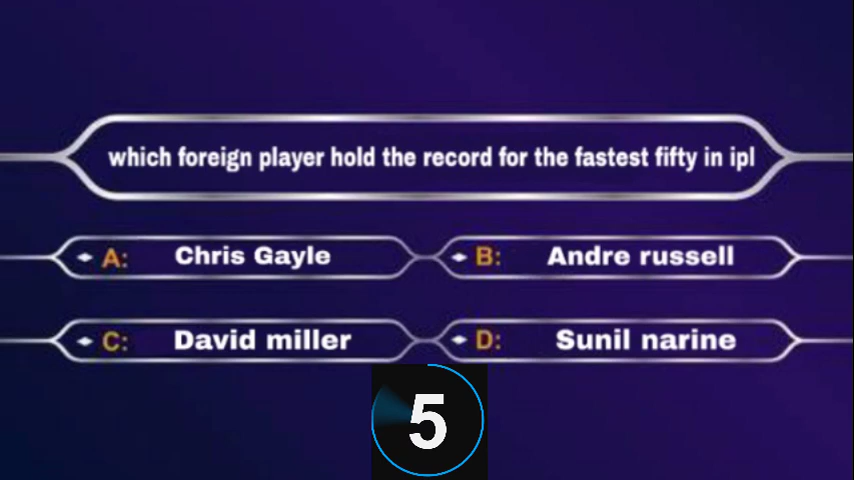 which foreign player hold the record for the fastest fifty in ipl
A: Chris Gayle
B: Andre russell
C: David miller
D: Sunil narine
5